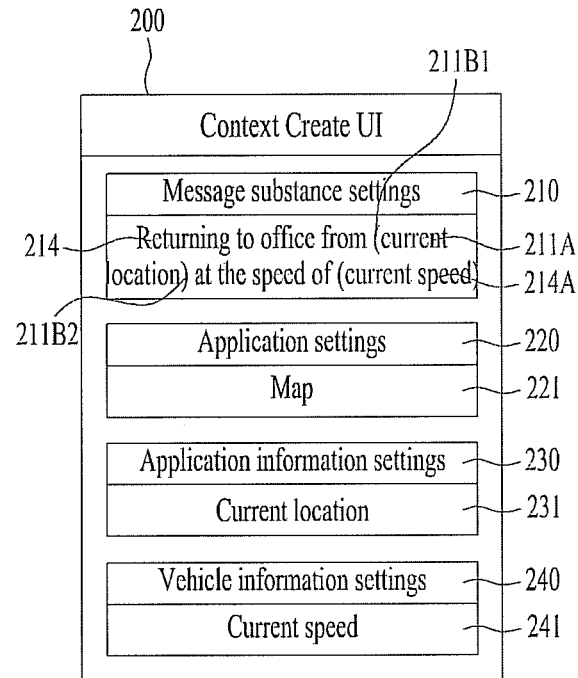 200
211B1
Context Create UI
Message substance settings
210
214
Returning to office from (current
211A
location) at the speed of (current speed)
214A
211B2
Application settings
220
Map
221
Application information settings
230
Current location
231
Vehicle information settings
240
Current speed
241